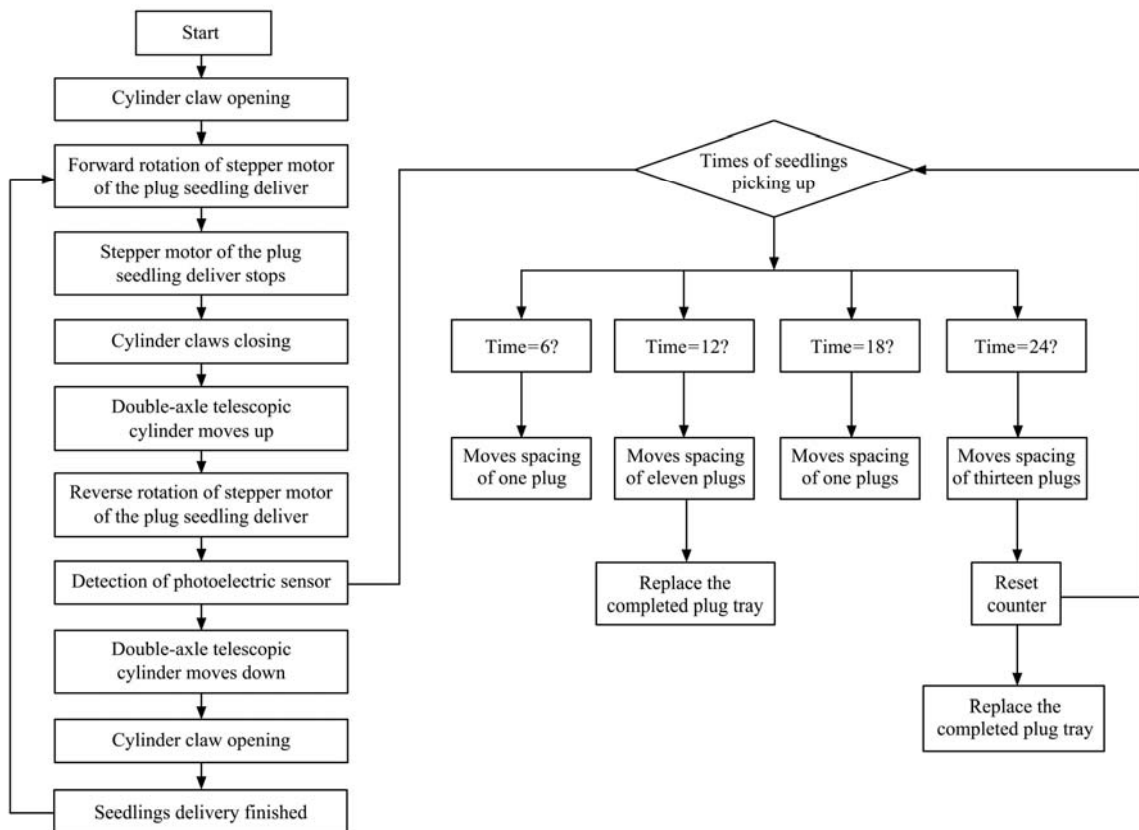 Start
Cylinder claw opening
Forward rotation of stepper motor
of the plug seedling deliver
Stepper motor of the plug
seedling deliver stops
Cylinder claws closing
Double-axle telescopic
cylinder moves up
Reverse rotation of stepper motor
of the plug seedling deliver
Detection of photoelectric sensor
Double-axle telescopic
cylinder moves down
Cylinder claw opening
Seedlings delivery finished
Times of seedlings
picking up
Time=6?
Moves spacing
of one plug
Time=12?
Moves spacing
of eleven plugs
Replace the
completed plug tray
Time=18?
Moves spacing
of one plugs
Time=24?
Moves spacing
of thirteen plugs
Reset
counter
Replace the
completed plug tray